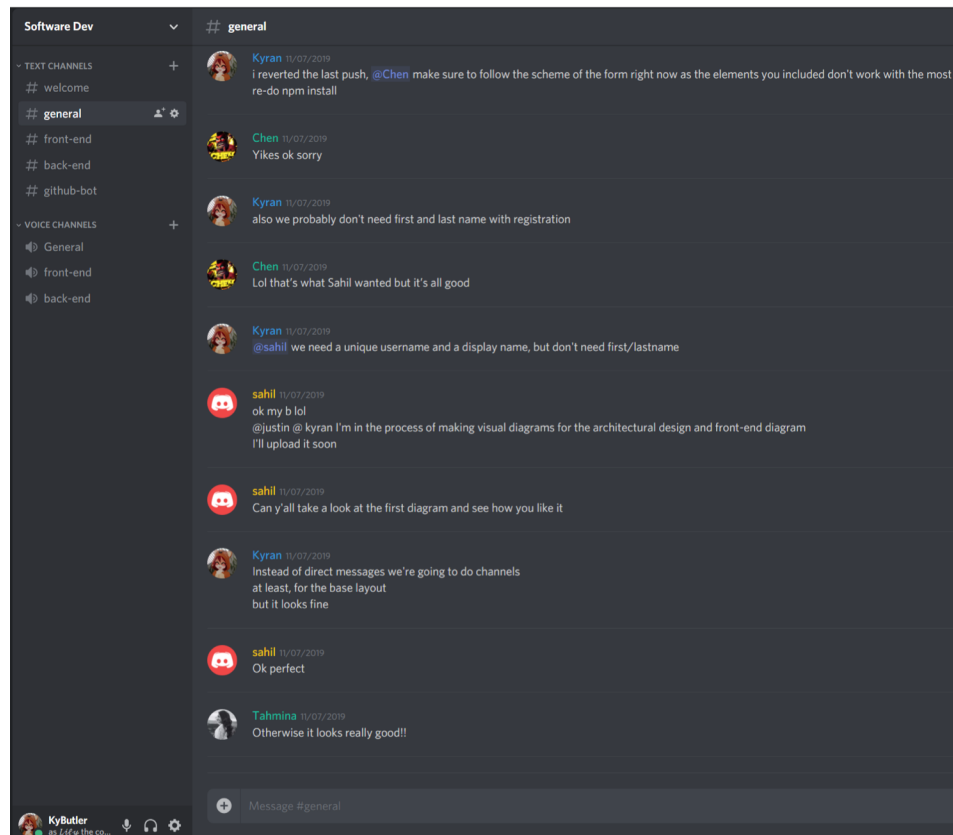 Software Dev
TEXT CHANNELS
welcome
general
front-end
back-end
github-bot
VOICE CHANNELS
General
front-end
back-end
KyButler
as Life the co...
# general
Kyran 11/07/2019
i reverted the last push, @Chen make sure to follow the scheme of the form right now as the elements you included don't work with the most
re-do npm install
Chen 11/07/2019
Yikes ok sorry
Kyran 11/07/2019
also we probably don't need first and last name with registration
Chen 11/07/2019
Lol that's what Sahil wanted but it's all good
Kyran 11/07/2019
@sahil we need a unique username and a display name, but don't need first/lastname
sahil 11/07/2019
ok my b lol
@justin @ kyran I'm in the process of making visual diagrams for the architectural design and front-end diagram
I'll upload it soon
sahil 11/07/2019
Can y'all take a look at the first diagram and see how you like it
Kyran 11/07/2019
Instead of direct messages we're going to do channels
at least, for the base layout
but it looks fine
sahil 11/07/2019
Ok perfect
Tahmina 11/07/2019
Otherwise it looks really good!!
Message #general